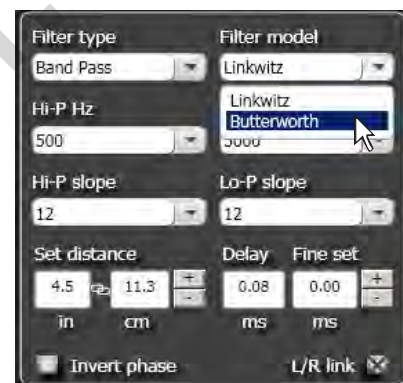 Filter type Filter model
Band Pass Linkwitz
Linkwitz
Hi-P Hz
Butterworth
500 5000
Hi-P slope Lo-P slope
12 12
Set distance Delay Fine set
4.5 11.3 + - 0.08 0.00 + -
in cm ms ms
Invert phase L/R link